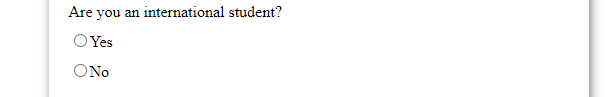 Are you an international student?
Yes
No